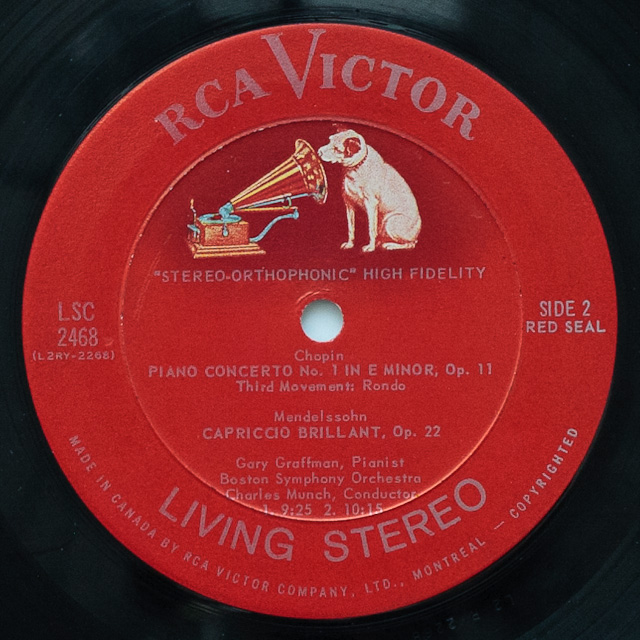 RCA VICTOR
"STEREO-ORTHOPHONIC" HIGH FIDELITY
LSC
2468
(L2RY-2268)
SIDE 2
RED SEAL
Chopin
PIANO CONCERTO No. 1 IN E MINOR, Op. 11
Third Movement: Rondo
Mendelssohn
CAPRICCIO BRILLANT, Op. 22
Gary Graffman, Pianist
Boston Symphony Orchestra
Charles Munch, Conductor
1. 9:25 2. 10:15
LIVING STEREO
MADE IN CANADA BY RCA VICTOR COMPANY, LTD., MONTREAL — COPYRIGHTED